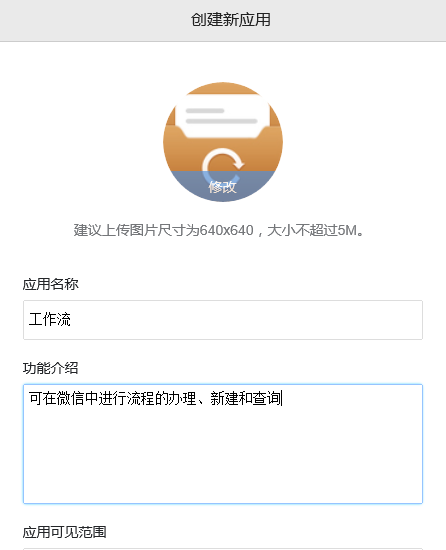 创建新应用
修改
建议上传图片尺寸为640x640，大小不超过5M。
应用名称
工作流
功能介绍
可在微信中进行流程的办理、新建和查询
应用可见范围